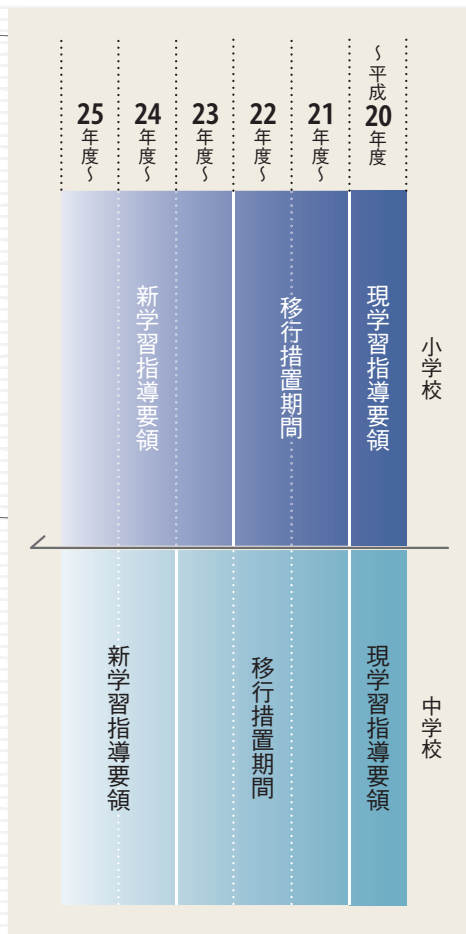 ～平成20年度
21年度～
22年度～
23年度～
24年度～
25年度～
小学校
現学習指導要領
移行措置期間
新学習指導要領
中学校
現学習指導要領
移行措置期間
新学習指導要領